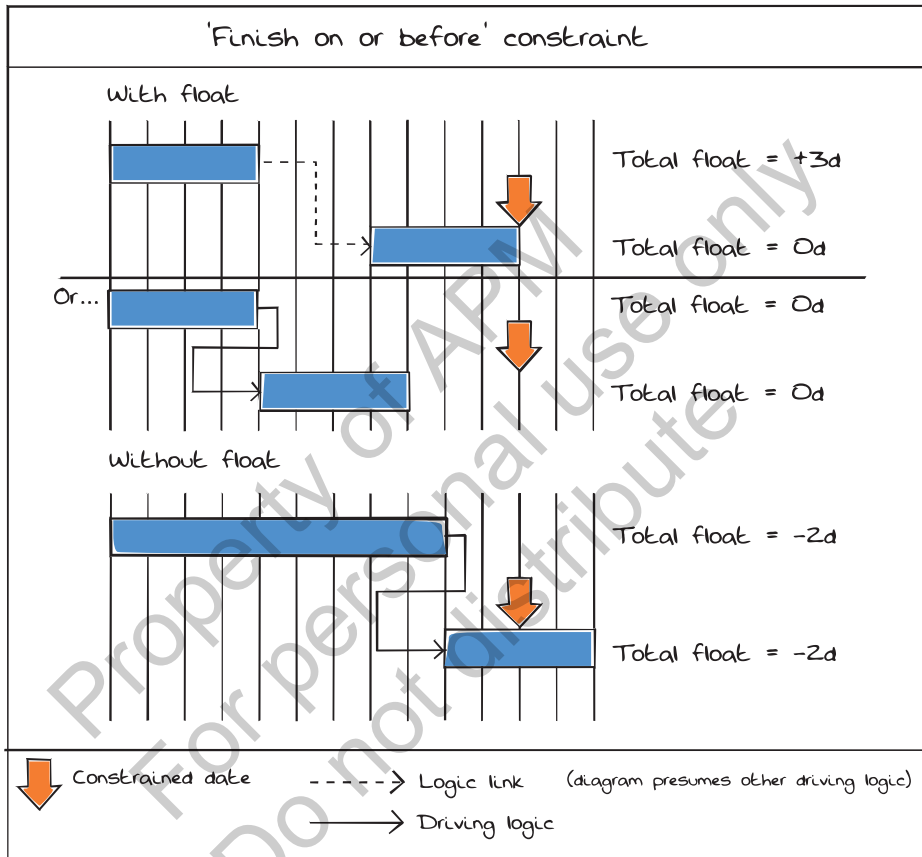 'Finish on or before' constraint
With float
Total float = +3d
Total float = 0d
Or...
Total float = 0d
Total float = 0d
Without float
Total float = -2d
Total float = -2d
Constrained date
Logic link
(diagram presumes other driving logic)
Driving logic
Property of APM
For personal use only
Do not distribute